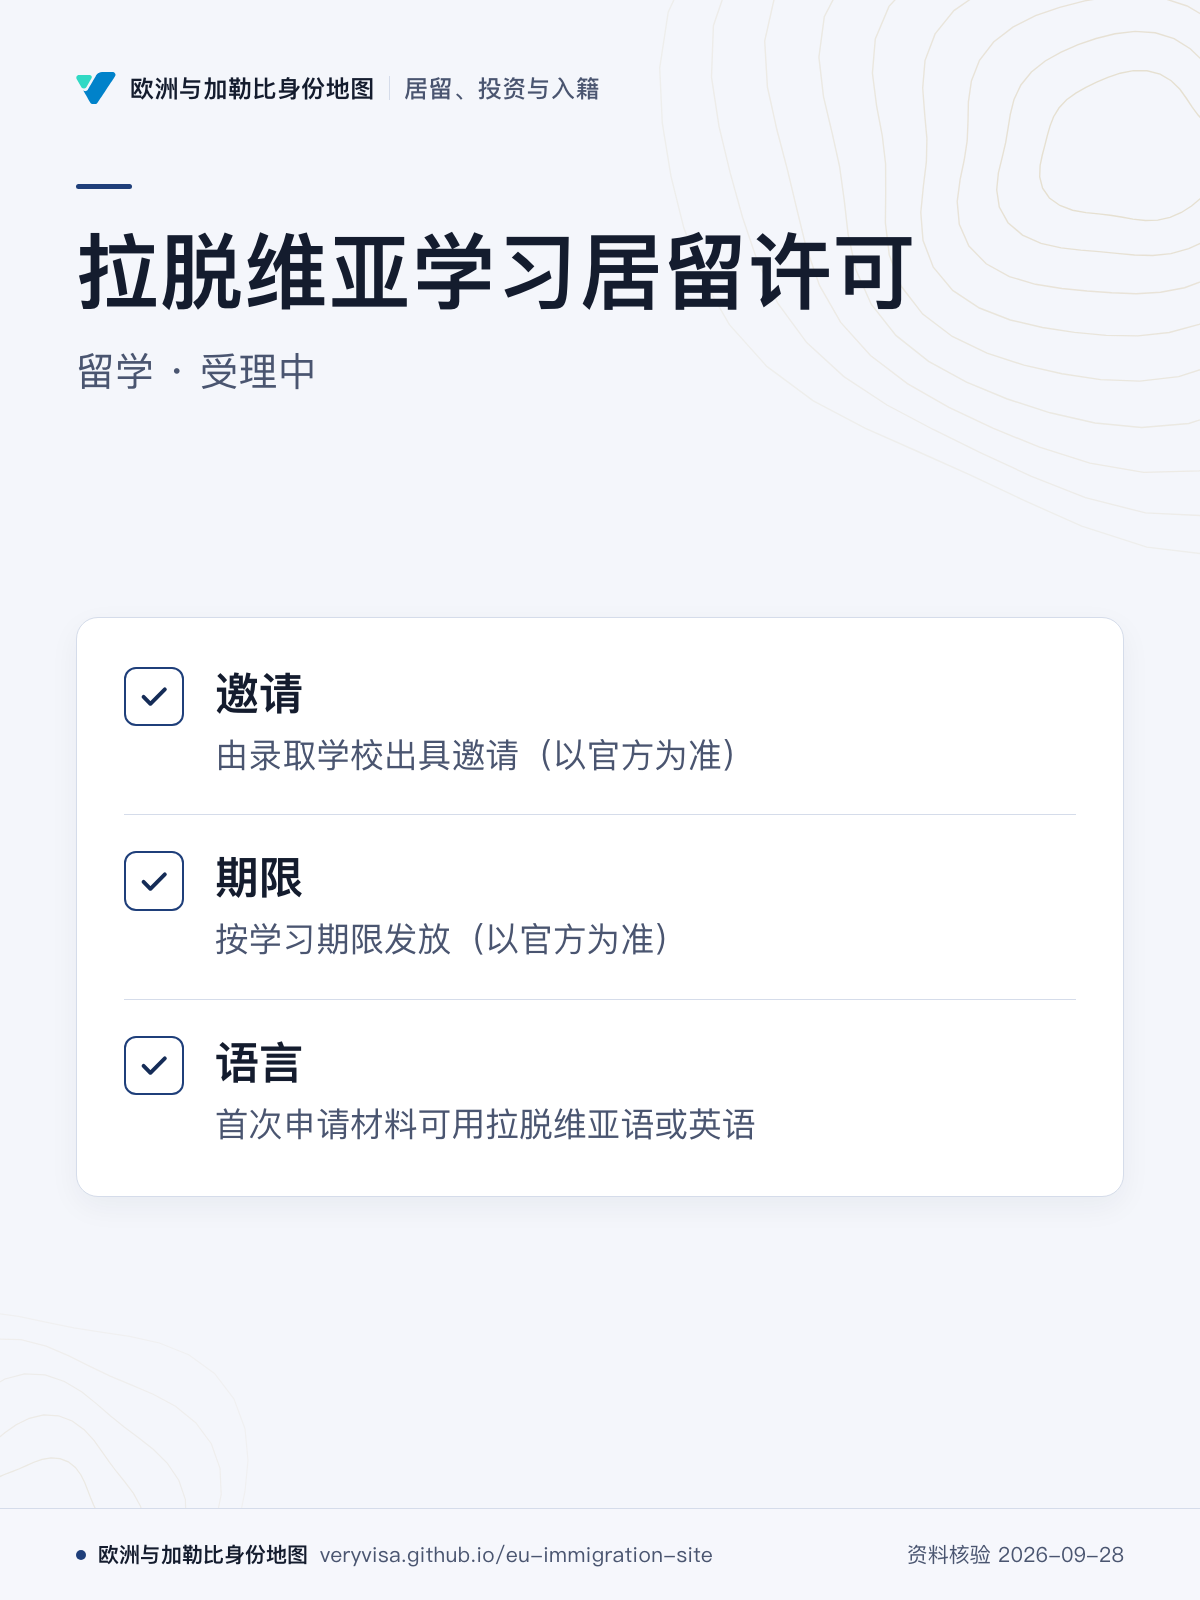 欧洲与加勒比身份地图 居留、投资与入籍
拉脱维亚学习居留许可
留学 · 受理中
邀请
由录取学校出具邀请（以官方为准）
期限
按学习期限发放（以官方为准）
语言
首次申请材料可用拉脱维亚语或英语
欧洲与加勒比身份地图 veryvisa.github.io/eu-immigration-site 资料核验 2026-09-28